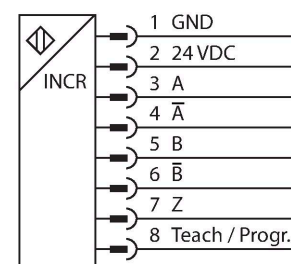 1 GND
2 24 VDC
INCR
3 A
4 A̅
5 B
6 B̅
7 Z
8 Teach / Progr.